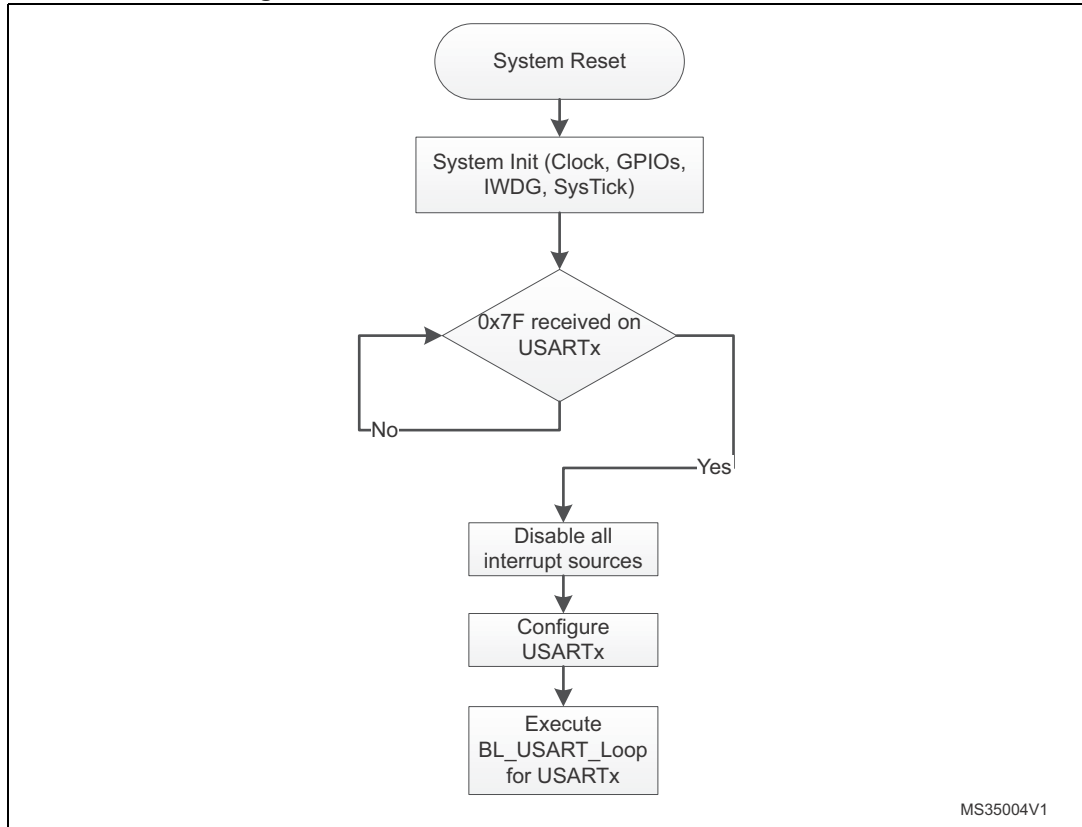 System Reset
System Init (Clock, GPIOs,
IWDG, SysTick)
0x7F received on
USARTx
No
Yes
Disable all
interrupt sources
Configure
USARTx
Execute
BL_USART_Loop
for USARTx
MS35004V1